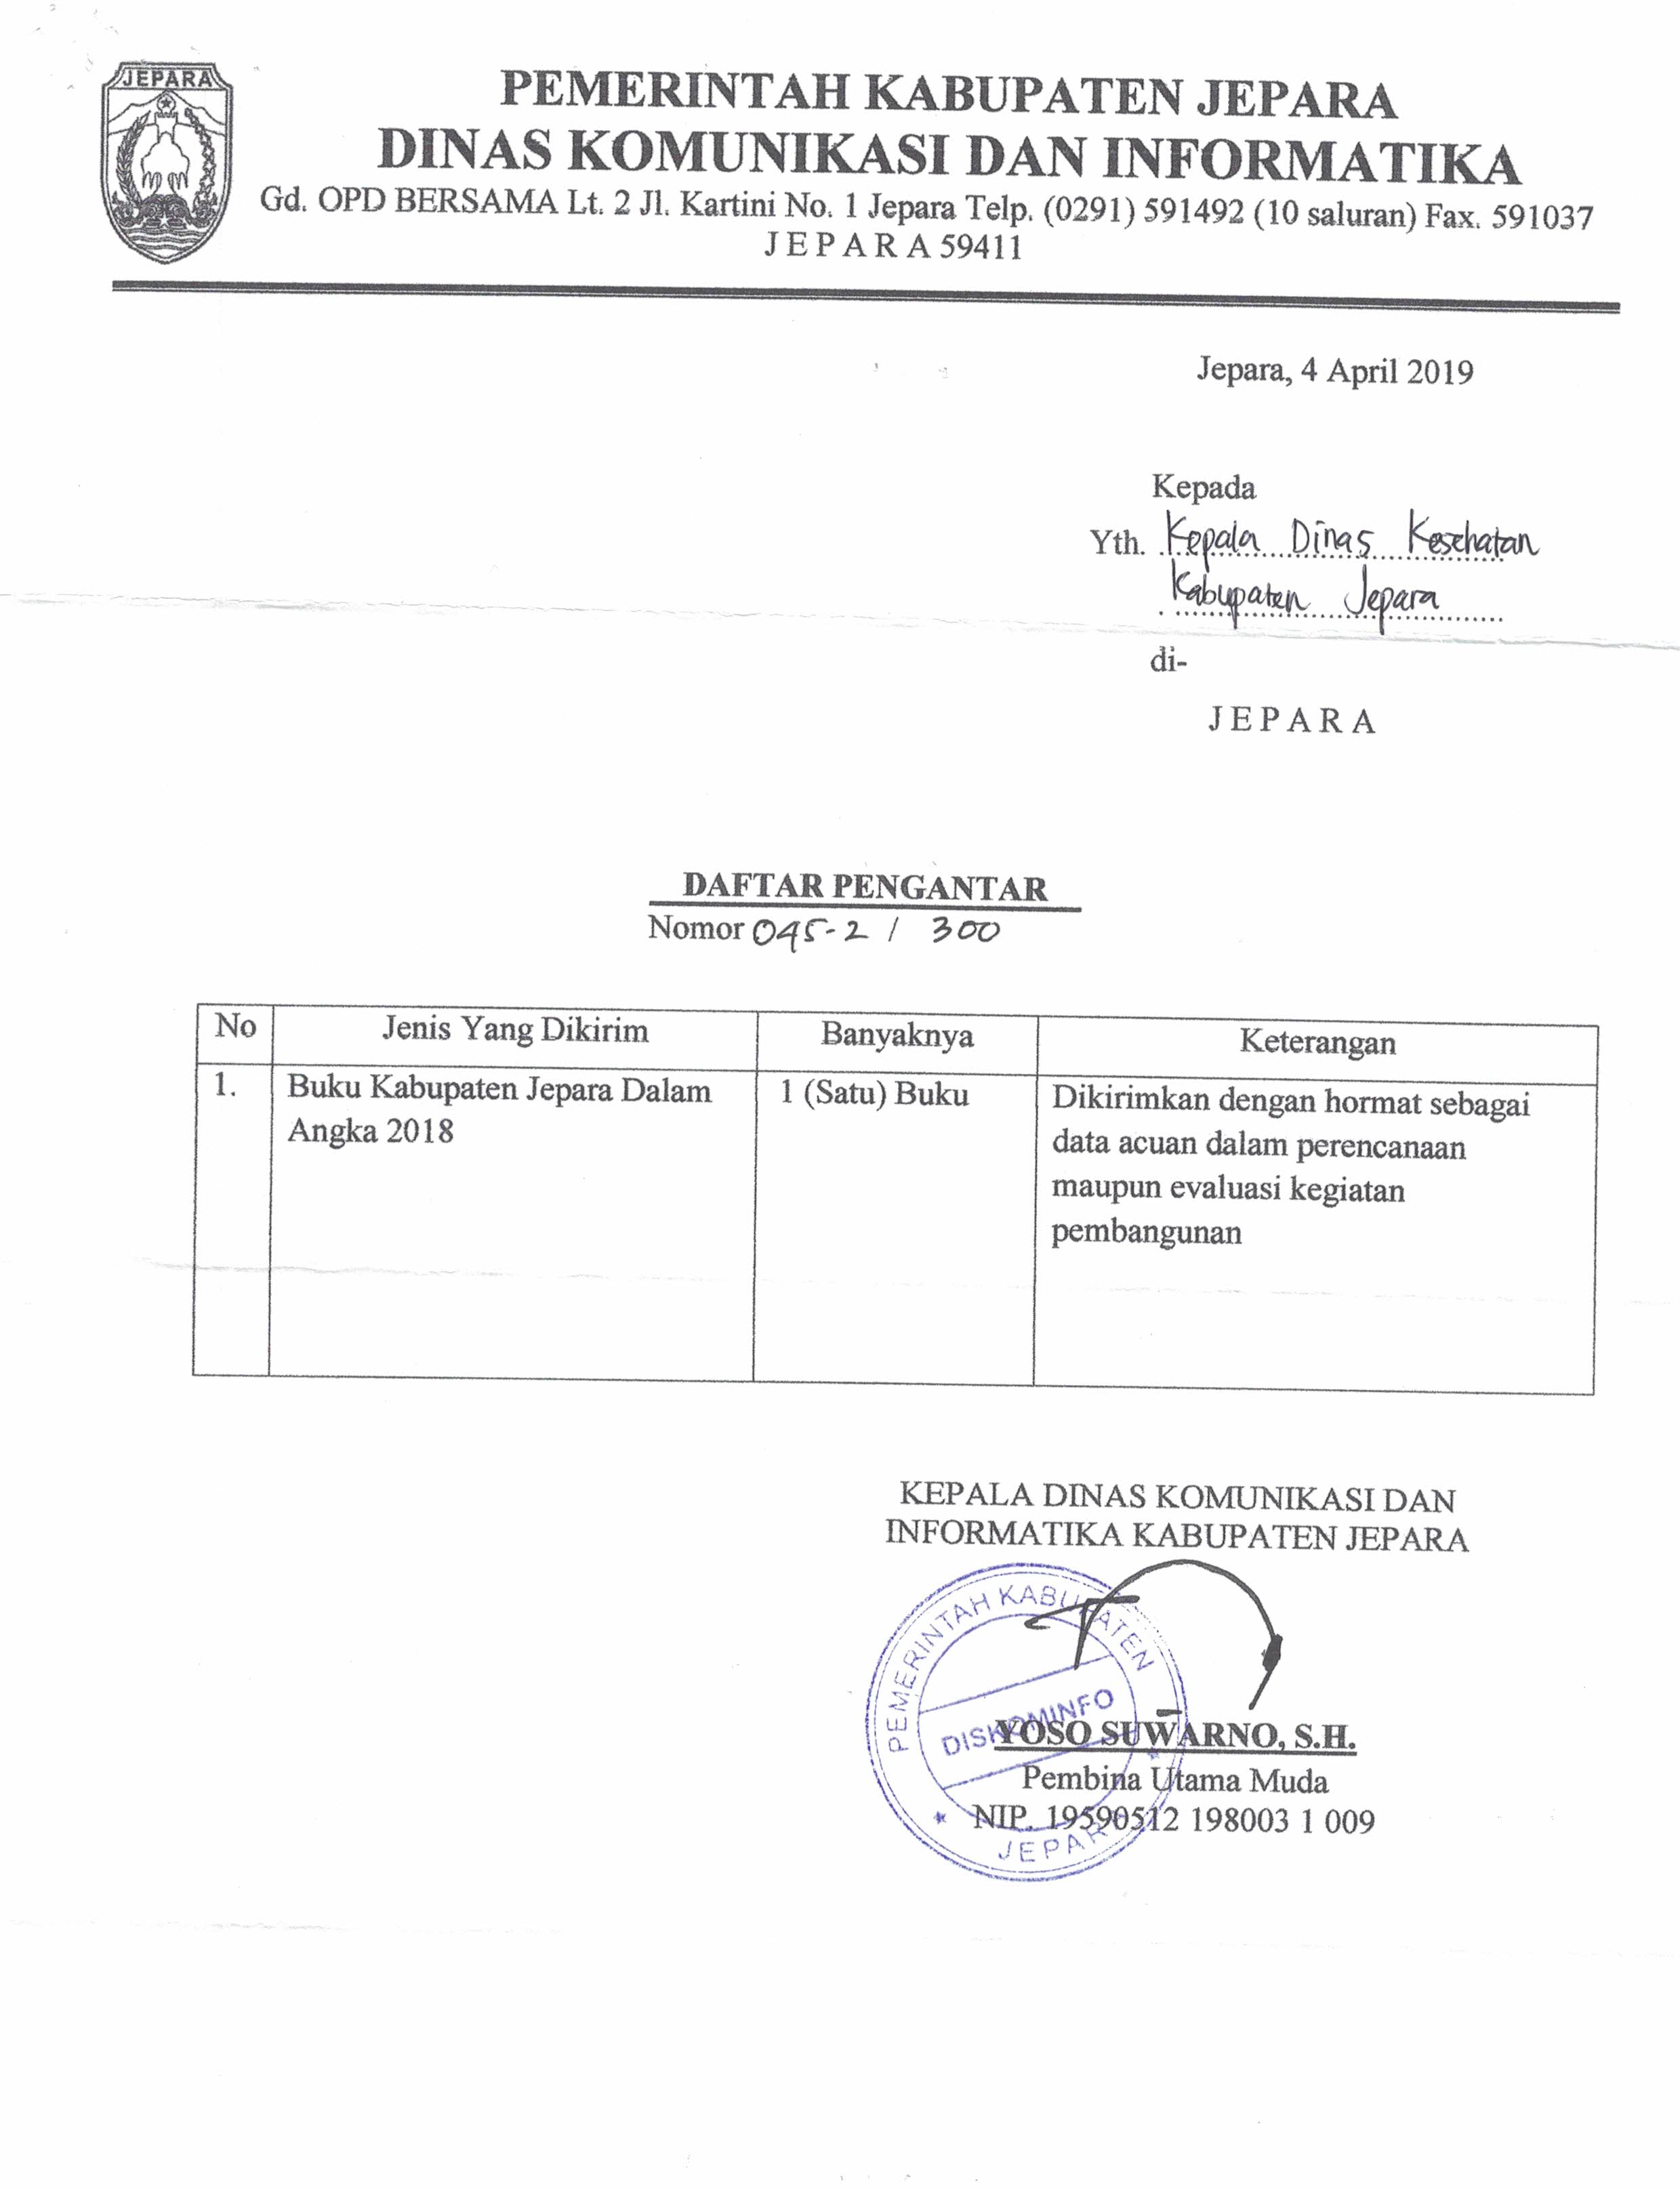 JEPARA
PEMERINTAH KABUPATEN JEPARA
DINAS KOMUNIKASI DAN INFORMATIKA
Gd. OPD BERSAMA Lt. 2 Jl. Kartini No. 1 Jepara Telp. (0291) 591492 (10 saluran) Fax. 591037
J E P A R A 59411
Jepara, 4 April 2019
Kepada
Yth. Kepala Dinas Kesehatan
Kabupaten Jepara
di-
J E P A R A
DAFTAR PENGANTAR
Nomor 045-2 / 300
No Jenis Yang Dikirim Banyaknya Keterangan
1. Buku Kabupaten Jepara Dalam 1 (Satu) Buku Dikirimkan dengan hormat sebagai
Angka 2018 data acuan dalam perencanaan
maupun evaluasi kegiatan
pembangunan
KEPALA DINAS KOMUNIKASI DAN
INFORMATIKA KABUPATEN JEPARA
PEMERINTAH KABUPATEN
DISKOMINFO
JEPARA
YOSO SUWARNO, S.H.
Pembina Utama Muda
NIP. 19590512 198003 1 009